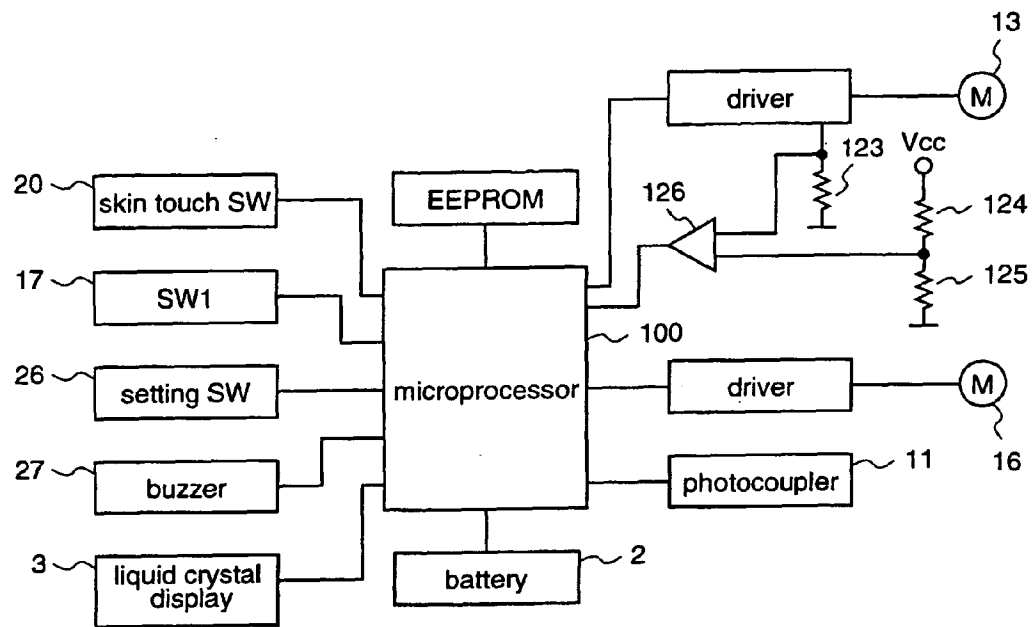 13
driver
M
123
Vcc
20
skin touch SW
EEPROM
126
124
17
SW1
125
100
26
setting SW
microprocessor
driver
M
16
27
buzzer
11
photocoupler
3
liquid crystal
display
battery
2